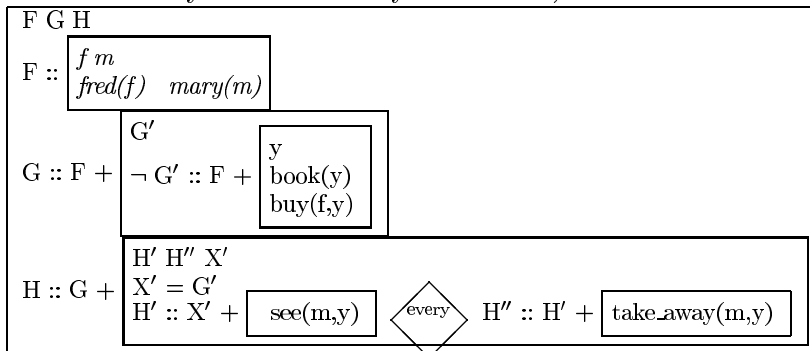 F G H
f m
F :: fred(f) mary(m)
G′
y
G :: F + ¬ G′ :: F + book(y)
buy(f,y)
H′ H″ X′
X′ = G′
H :: G + H′ :: X′ + see(m,y) every H″ :: H′ + take_away(m,y)